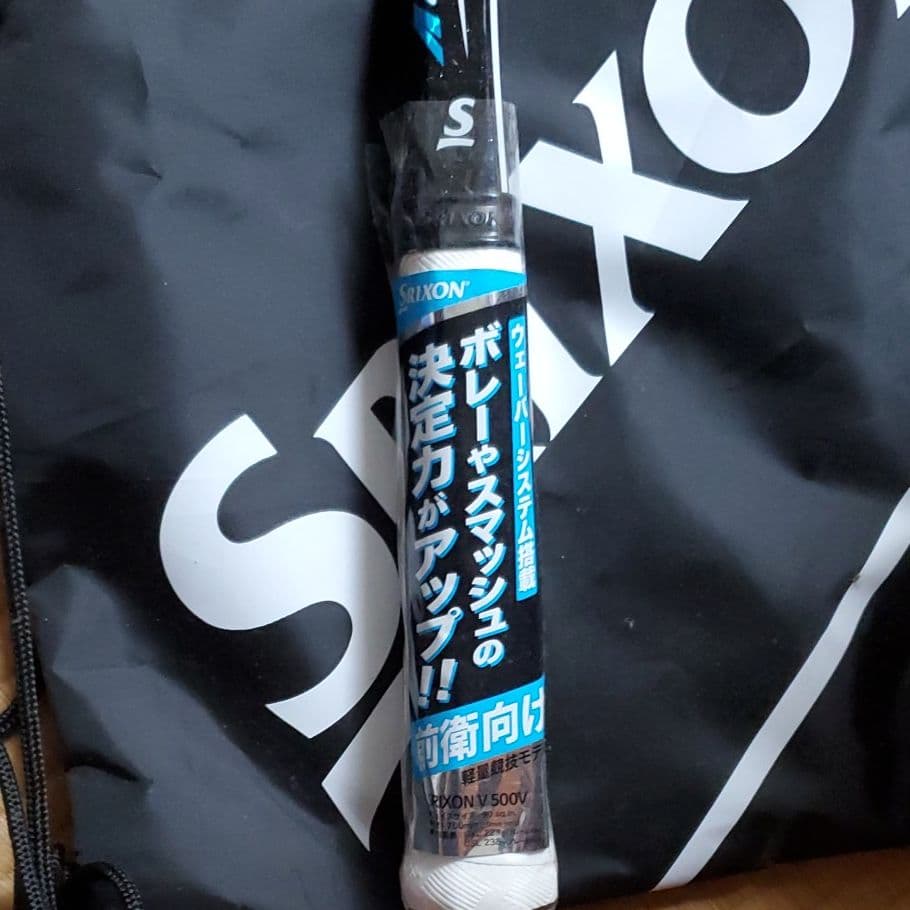 SRIXON
S
SRIXON
SRIXON
ウェーバーシステム搭載
ボレーやスマッシュの
決定力がアップ!!
前衛向け
軽量競技モデ
RIXON V 500V